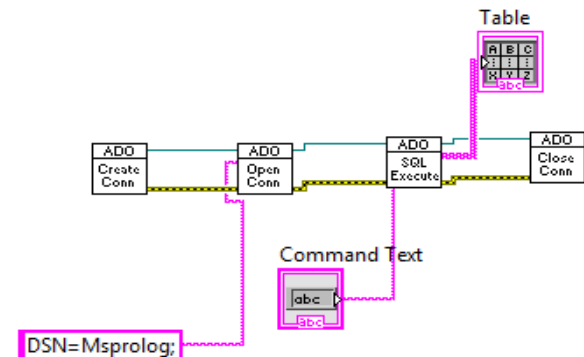 Table
A B C
X Y Z
abc
ADO
Create
Conn
ADO
Open
Conn
ADO
SQL
Execute
ADO
Close
Conn
Command Text
abc
abc
DSN=Msprolog;